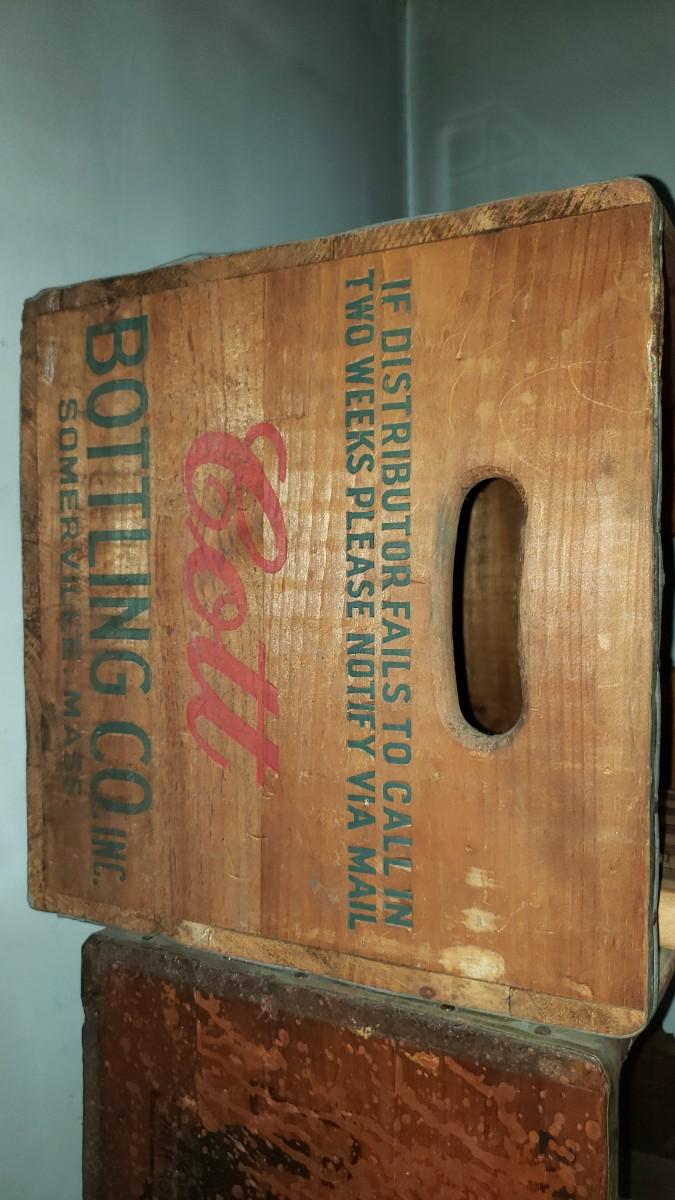 IF DISTRIBUTOR FAILS TO CALL IN
TWO WEEKS PLEASE NOTIFY VIA MAIL
Cott
BOTTLING CO. INC.
SOMERVILLE MASS